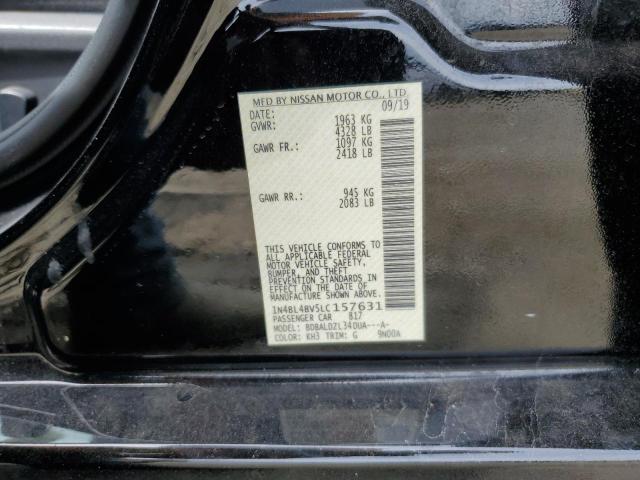 MFD BY NISSAN MOTOR CO., LTD
DATE: 09/19
GVWR: 1963 KG
4328 LB
GAWR FR.: 1097 KG
2418 LB
GAWR RR.: 945 KG
2083 LB
THIS VEHICLE CONFORMS TO
ALL APPLICABLE FEDERAL
MOTOR VEHICLE SAFETY,
BUMPER, AND THEFT
PREVENTION STANDARDS IN
EFFECT ON THE DATE OF
MANUFACTURE SHOWN ABOVE.
1N4BL4BV5LC157631
PASSENGER CAR 817
MODEL: BDBALDZL34DUA---A-
COLOR: KH3 TRIM: G 9N00A